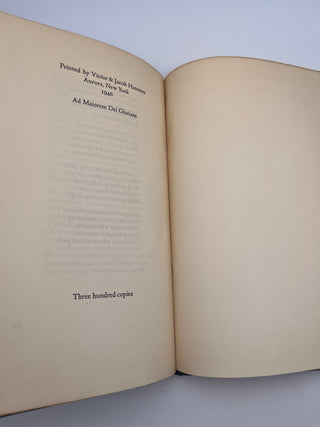 Printed by Victor & Jacob Hammer
Aurora, New York
1946
Ad Maiorem Dei Gloriam
Three hundred copies